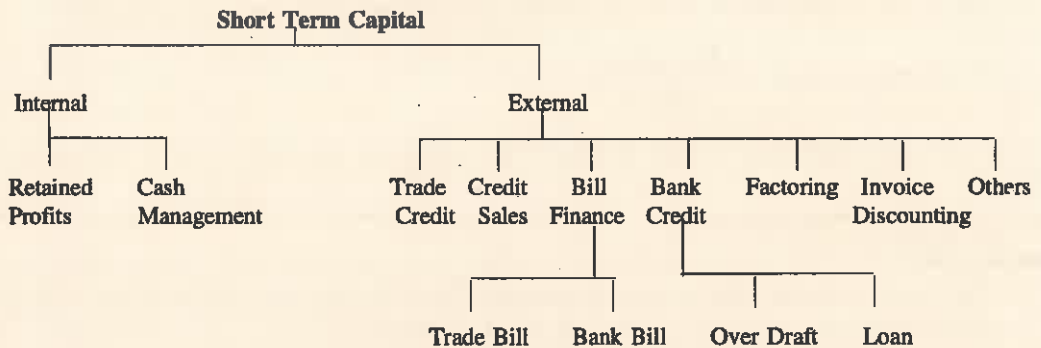 Short Term Capital
Internal External
Retained Profits
Cash Management
Trade Credit
Credit Sales
Bill Finance
Bank Credit
Factoring
Invoice Discounting
Others
Trade Bill Bank Bill Over Draft Loan